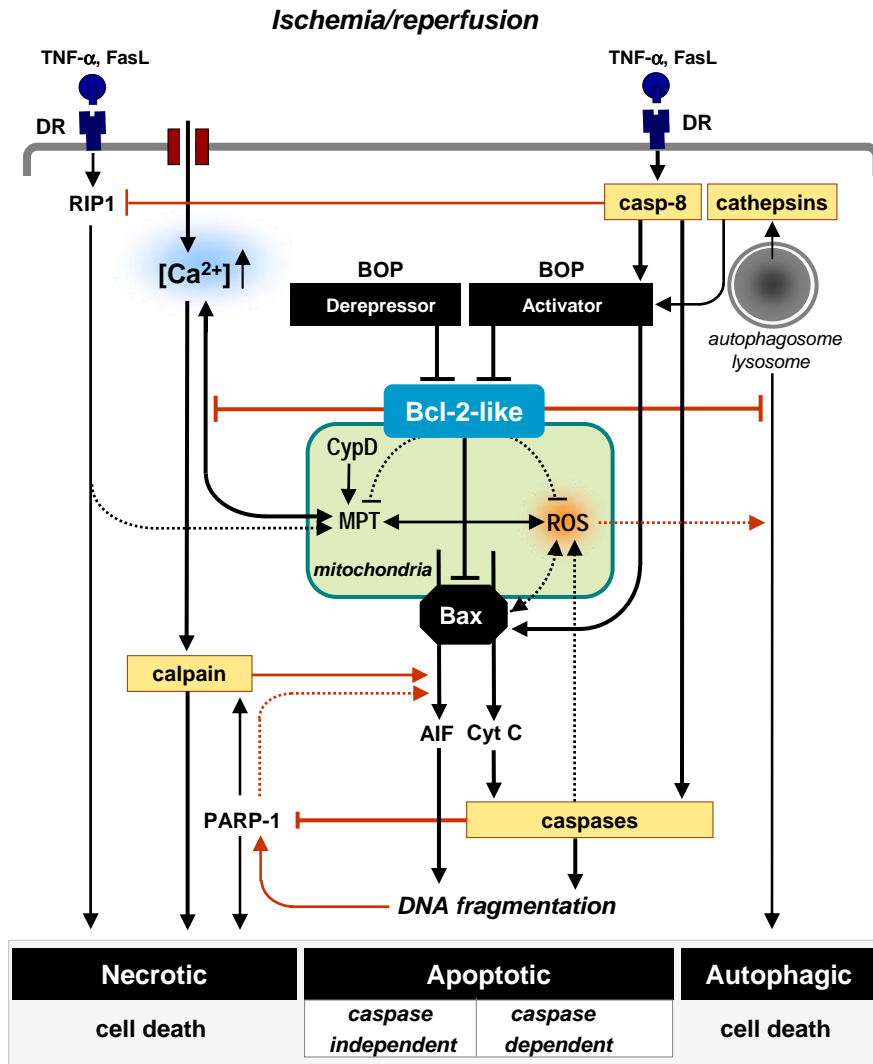 Ischemia/reperfusion
TNF-α, FasL
TNF-α, FasL
DR
DR
RIP1
casp-8
cathepsins
[Ca²⁺]
BOP
BOP
Derepressor
Activator
autophagosome
lysosome
Bcl-2-like
CypD
MPT
ROS
mitochondria
Bax
calpain
AIF
Cyt C
PARP-1
caspases
DNA fragmentation
Necrotic
Apoptotic
Autophagic
cell death
caspase
independent
caspase
dependent
cell death